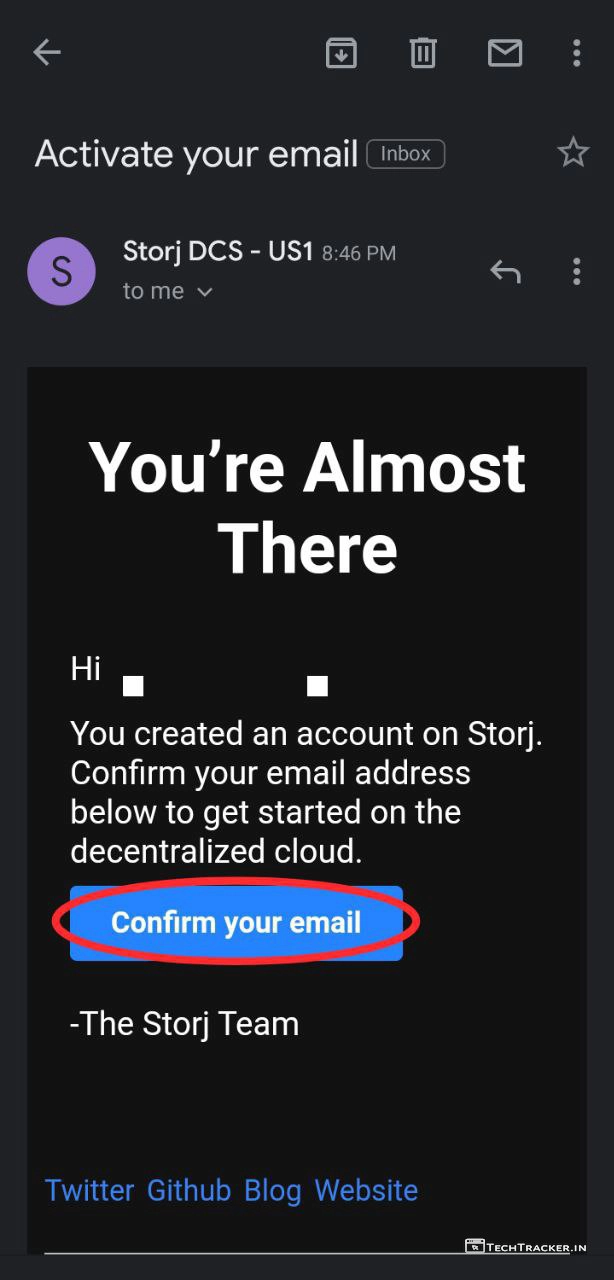 Activate your email Inbox
S
Storj DCS - US1 8:46 PM
to me
You’re Almost
There
Hi
You created an account on Storj.
Confirm your email address
below to get started on the
decentralized cloud.
Confirm your email
-The Storj Team
Twitter Github Blog Website
TECHTRACKER.IN